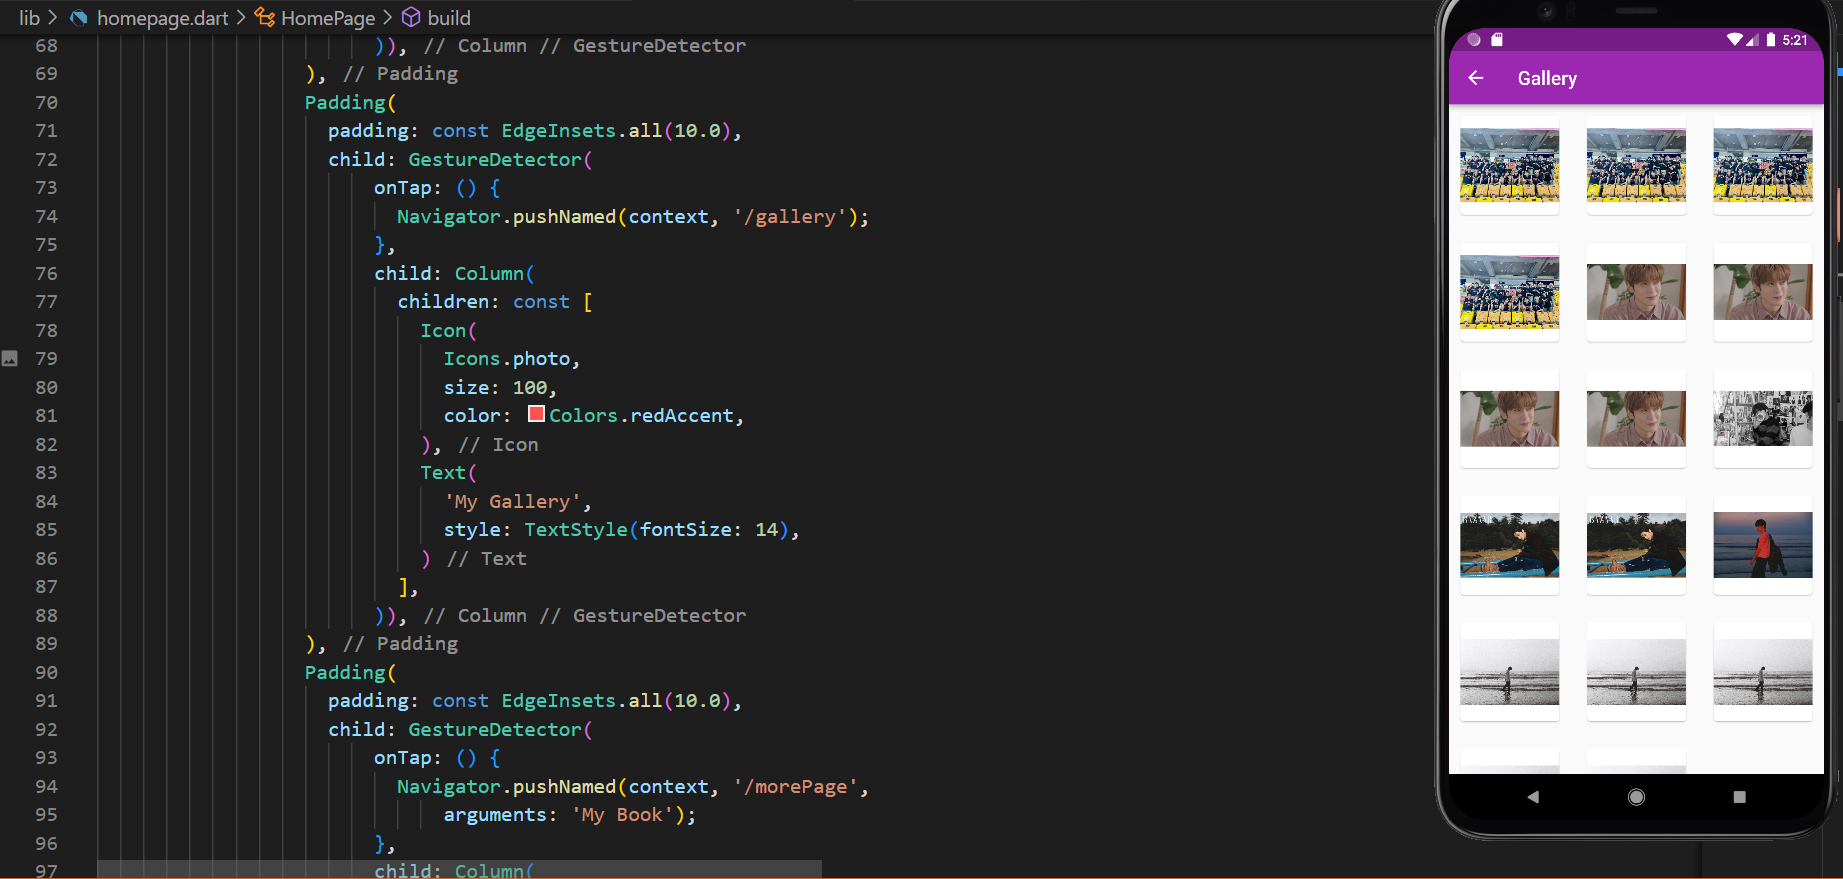 lib > homepage.dart > HomePage > build
68 )), // Column // GestureDetector
69 ), // Padding
70 Padding(
71 padding: const EdgeInsets.all(10.0),
72 child: GestureDetector(
73 onTap: () {
74 Navigator.pushNamed(context, '/gallery');
75 },
76 child: Column(
77 children: const [
78 Icon(
79 Icons.photo,
80 size: 100,
81 color: Colors.redAccent,
82 ), // Icon
83 Text(
84 'My Gallery',
85 style: TextStyle(fontSize: 14),
86 ) // Text
87 ],
88 )), // Column // GestureDetector
89 ), // Padding
90 Padding(
91 padding: const EdgeInsets.all(10.0),
92 child: GestureDetector(
93 onTap: () {
94 Navigator.pushNamed(context, '/morePage',
95 arguments: 'My Book');
96 },
97 child: Column(
5:21
Gallery